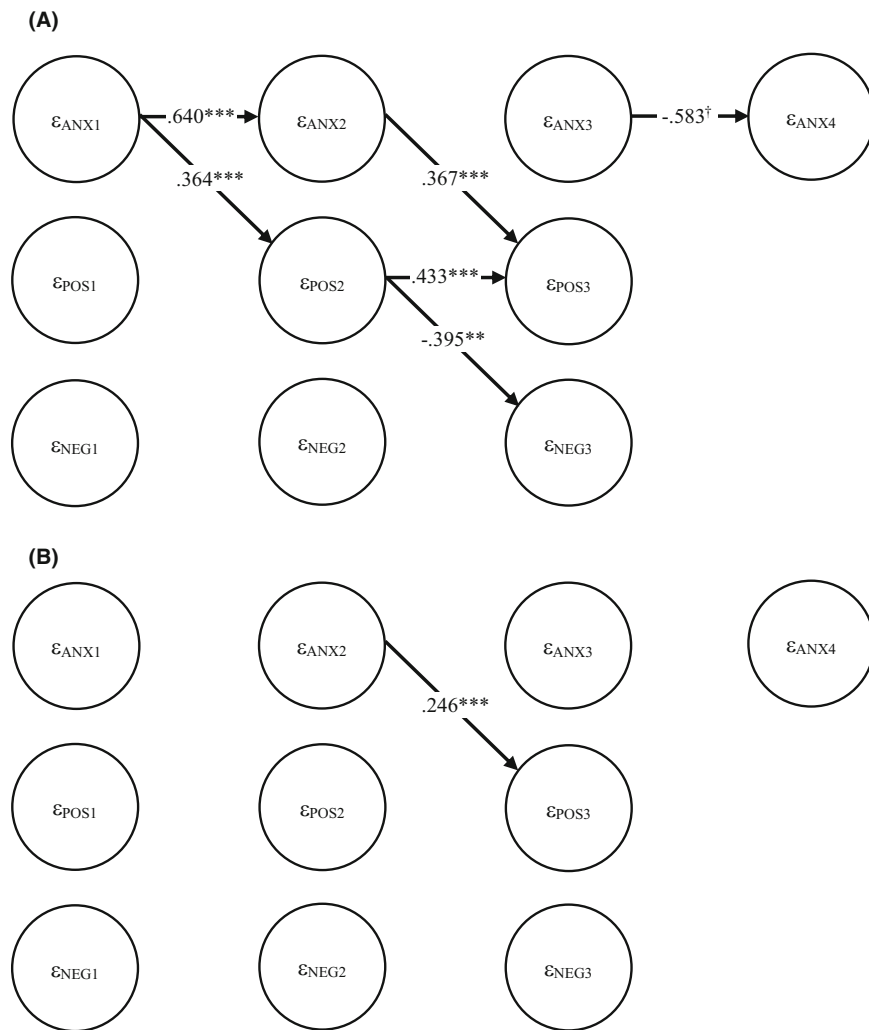 (A)
εANX1 .640*** εANX2 εANX3 -.583† εANX4
.364*** .367***
εPOS1 εPOS2 .433*** εPOS3
-.395**
εNEG1 εNEG2 εNEG3
(B)
εANX1 εANX2 εANX3 εANX4
.246***
εPOS1 εPOS2 εPOS3
εNEG1 εNEG2 εNEG3